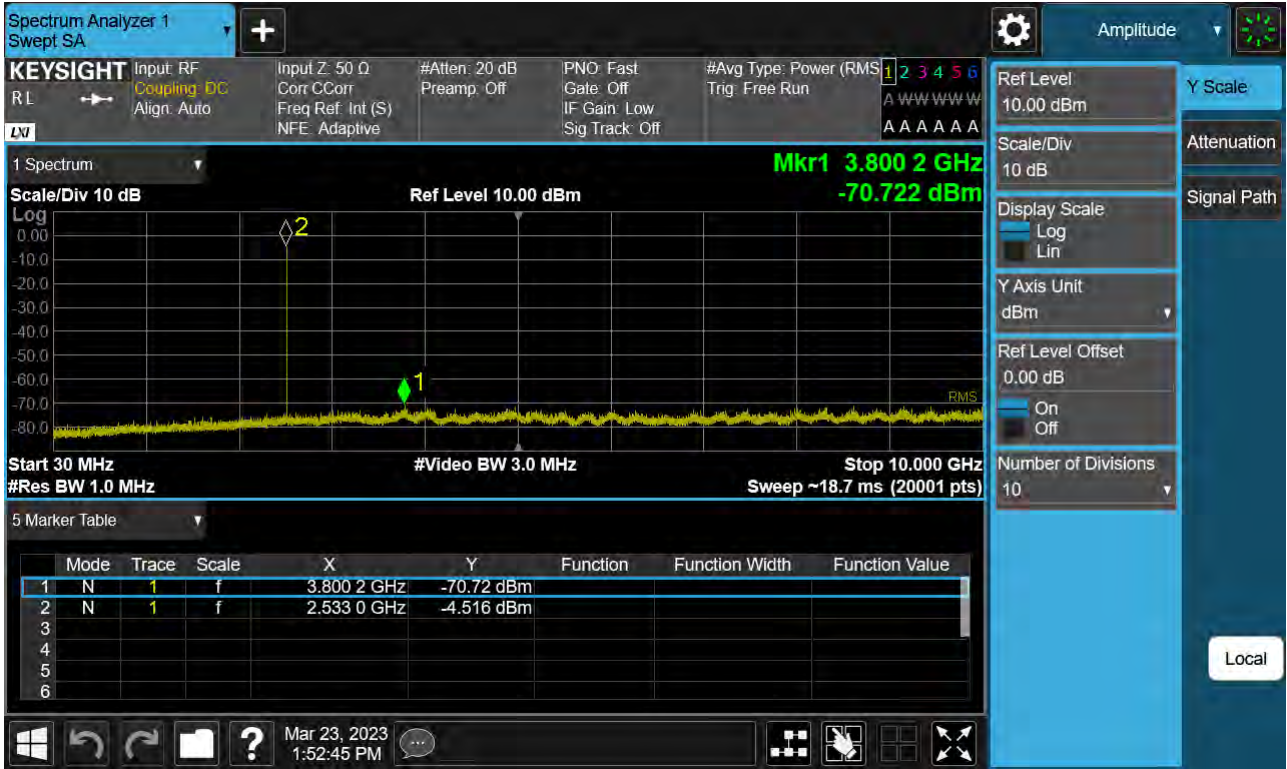 Spectrum Analyzer 1
Swept SA
Amplitude
KEYSIGHT
R L
LXI
Input: RF
Coupling: DC
Align: Auto
Input Z: 50 Ω
Corr CCorr
Freq Ref: Int (S)
NFE: Adaptive
#Atten: 20 dB
Preamp: Off
PNO: Fast
Gate: Off
IF Gain: Low
Sig Track: Off
#Avg Type: Power (RMS
Trig: Free Run
1 2 3 4 5 6
A W W W W W
A A A A A A
1 Spectrum
Mkr1 3.800 2 GHz
Scale/Div 10 dB
Ref Level 10.00 dBm
-70.722 dBm
Log
0.00
-10.0
-20.0
-30.0
-40.0
-50.0
-60.0
-70.0
-80.0
2
1
RMS
Start 30 MHz
#Video BW 3.0 MHz
Stop 10.000 GHz
#Res BW 1.0 MHz
Sweep ~18.7 ms (20001 pts)
5 Marker Table
Mode Trace Scale X Y Function Function Width Function Value
1 N 1 f 3.800 2 GHz -70.72 dBm
2 N 1 f 2.533 0 GHz -4.516 dBm
3
4
5
6
Mar 23, 2023
1:52:45 PM
?
Ref Level
10.00 dBm
Scale/Div
10 dB
Display Scale
Log
Lin
Y Axis Unit
dBm
Ref Level Offset
0.00 dB
On
Off
Number of Divisions
10
Y Scale
Attenuation
Signal Path
Local